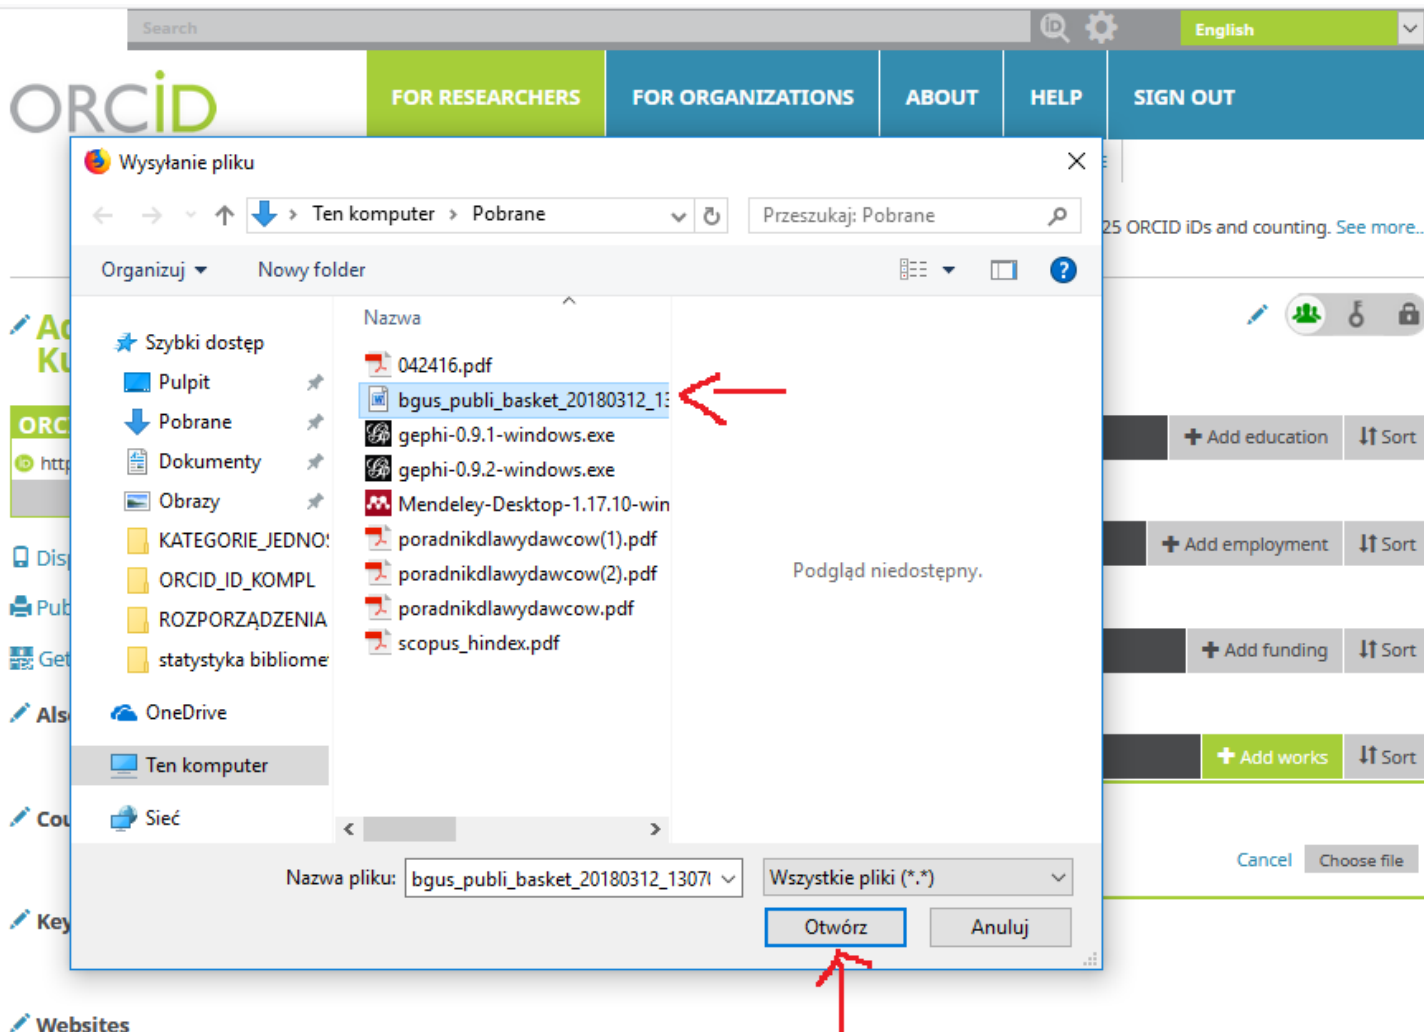 Search
English
ORCID
FOR RESEARCHERS
FOR ORGANIZATIONS
ABOUT
HELP
SIGN OUT
Wysyłanie pliku
Ten komputer > Pobrane
Przeszukaj: Pobrane
25 ORCID iDs and counting. See more..
Organizuj
Nowy folder
Nazwa
Szybki dostęp
Pulpit
Pobrane
Dokumenty
Obrazy
KATEGORIE_JEDNO
ORCID_ID_KOMPL
ROZPORZĄDZENIA
statystyka bibliome
OneDrive
Ten komputer
Sieć
042416.pdf
bgus_publi_basket_20180312_13
gephi-0.9.1-windows.exe
gephi-0.9.2-windows.exe
Mendeley-Desktop-1.17.10-win
poradnikdlawydawcow(1).pdf
poradnikdlawydawcow(2).pdf
poradnikdlawydawcow.pdf
scopus_hindex.pdf
Podgląd niedostępny.
Ad
Ku
ORC
http
Disp
Pub
Get
Als
Cou
Key
Websites
Add education
Sort
Add employment
Sort
Add funding
Sort
Add works
Sort
Cancel
Choose file
Nazwa pliku:
bgus_publi_basket_20180312_1307
Wszystkie pliki (*.*)
Otwórz
Anuluj